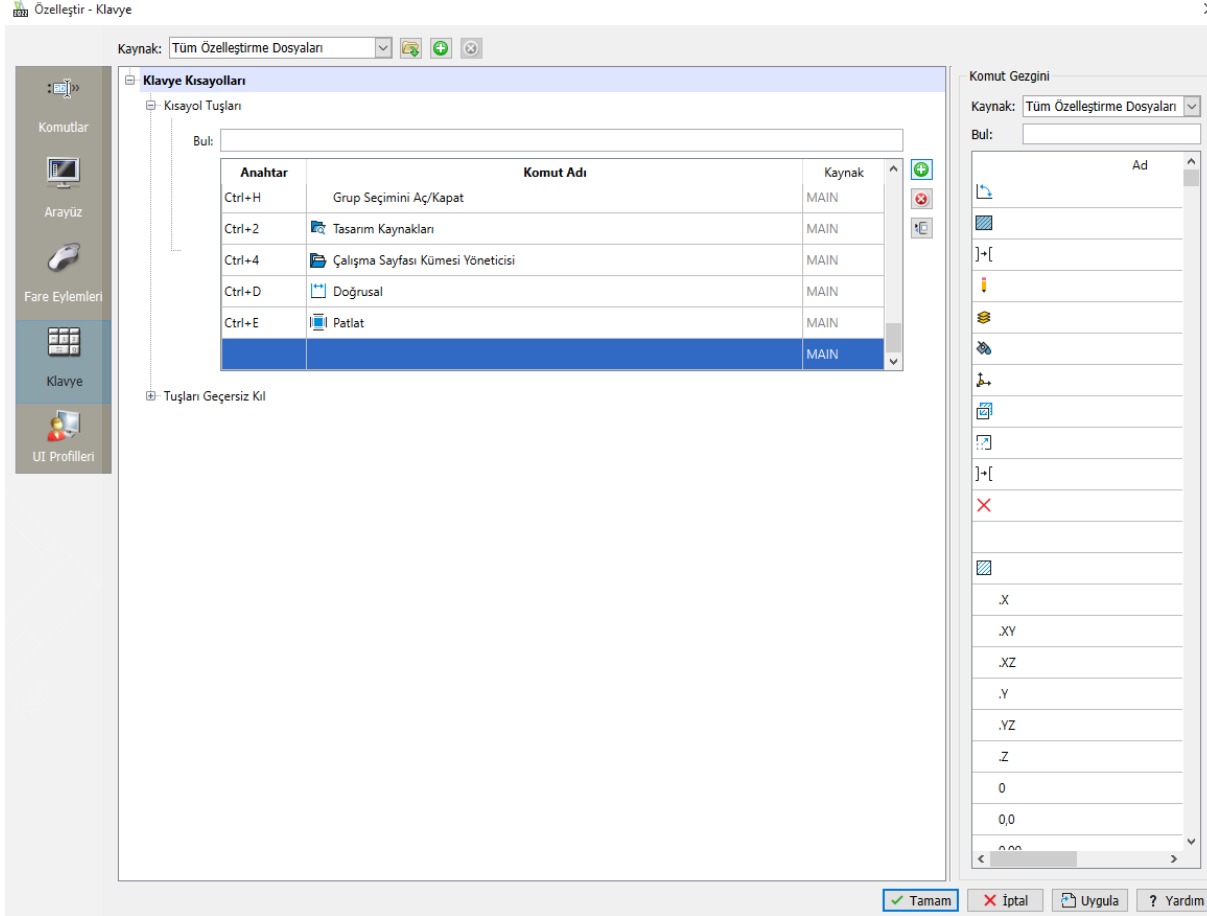 Özelleştir - Klavye
Kaynak: Tüm Özelleştirme Dosyaları
Komutlar
Arayüz
Fare Eylemleri
Klavye
UI Profilleri
Klavye Kısayolları
Kısayol Tuşları
Bul:
Anahtar Komut Adı Kaynak
Ctrl+H Grup Seçimini Aç/Kapat MAIN
Ctrl+2 Tasarım Kaynakları MAIN
Ctrl+4 Çalışma Sayfası Kümesi Yöneticisi MAIN
Ctrl+D Doğrusal MAIN
Ctrl+E Patlat MAIN
MAIN
Tuşları Geçersiz Kıl
Komut Gezgini
Kaynak: Tüm Özelleştirme Dosyaları
Bul:
Ad
.X
.XY
.XZ
.Y
.YZ
.Z
0
0,0
Tamam İptal Uygula ? Yardım